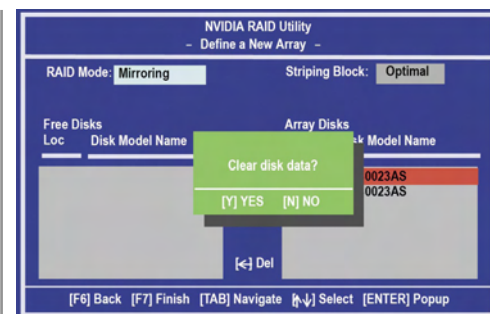 NVIDIA RAID Utility
- Define a New Array -
RAID Mode: Mirroring Striping Block: Optimal
Free Disks Array Disks
Loc Disk Model Name Model Name
Clear disk data?
[Y] YES [N] NO
0023AS
0023AS
[←] Del
[F6] Back [F7] Finish [TAB] Navigate [↑↓] Select [ENTER] Popup